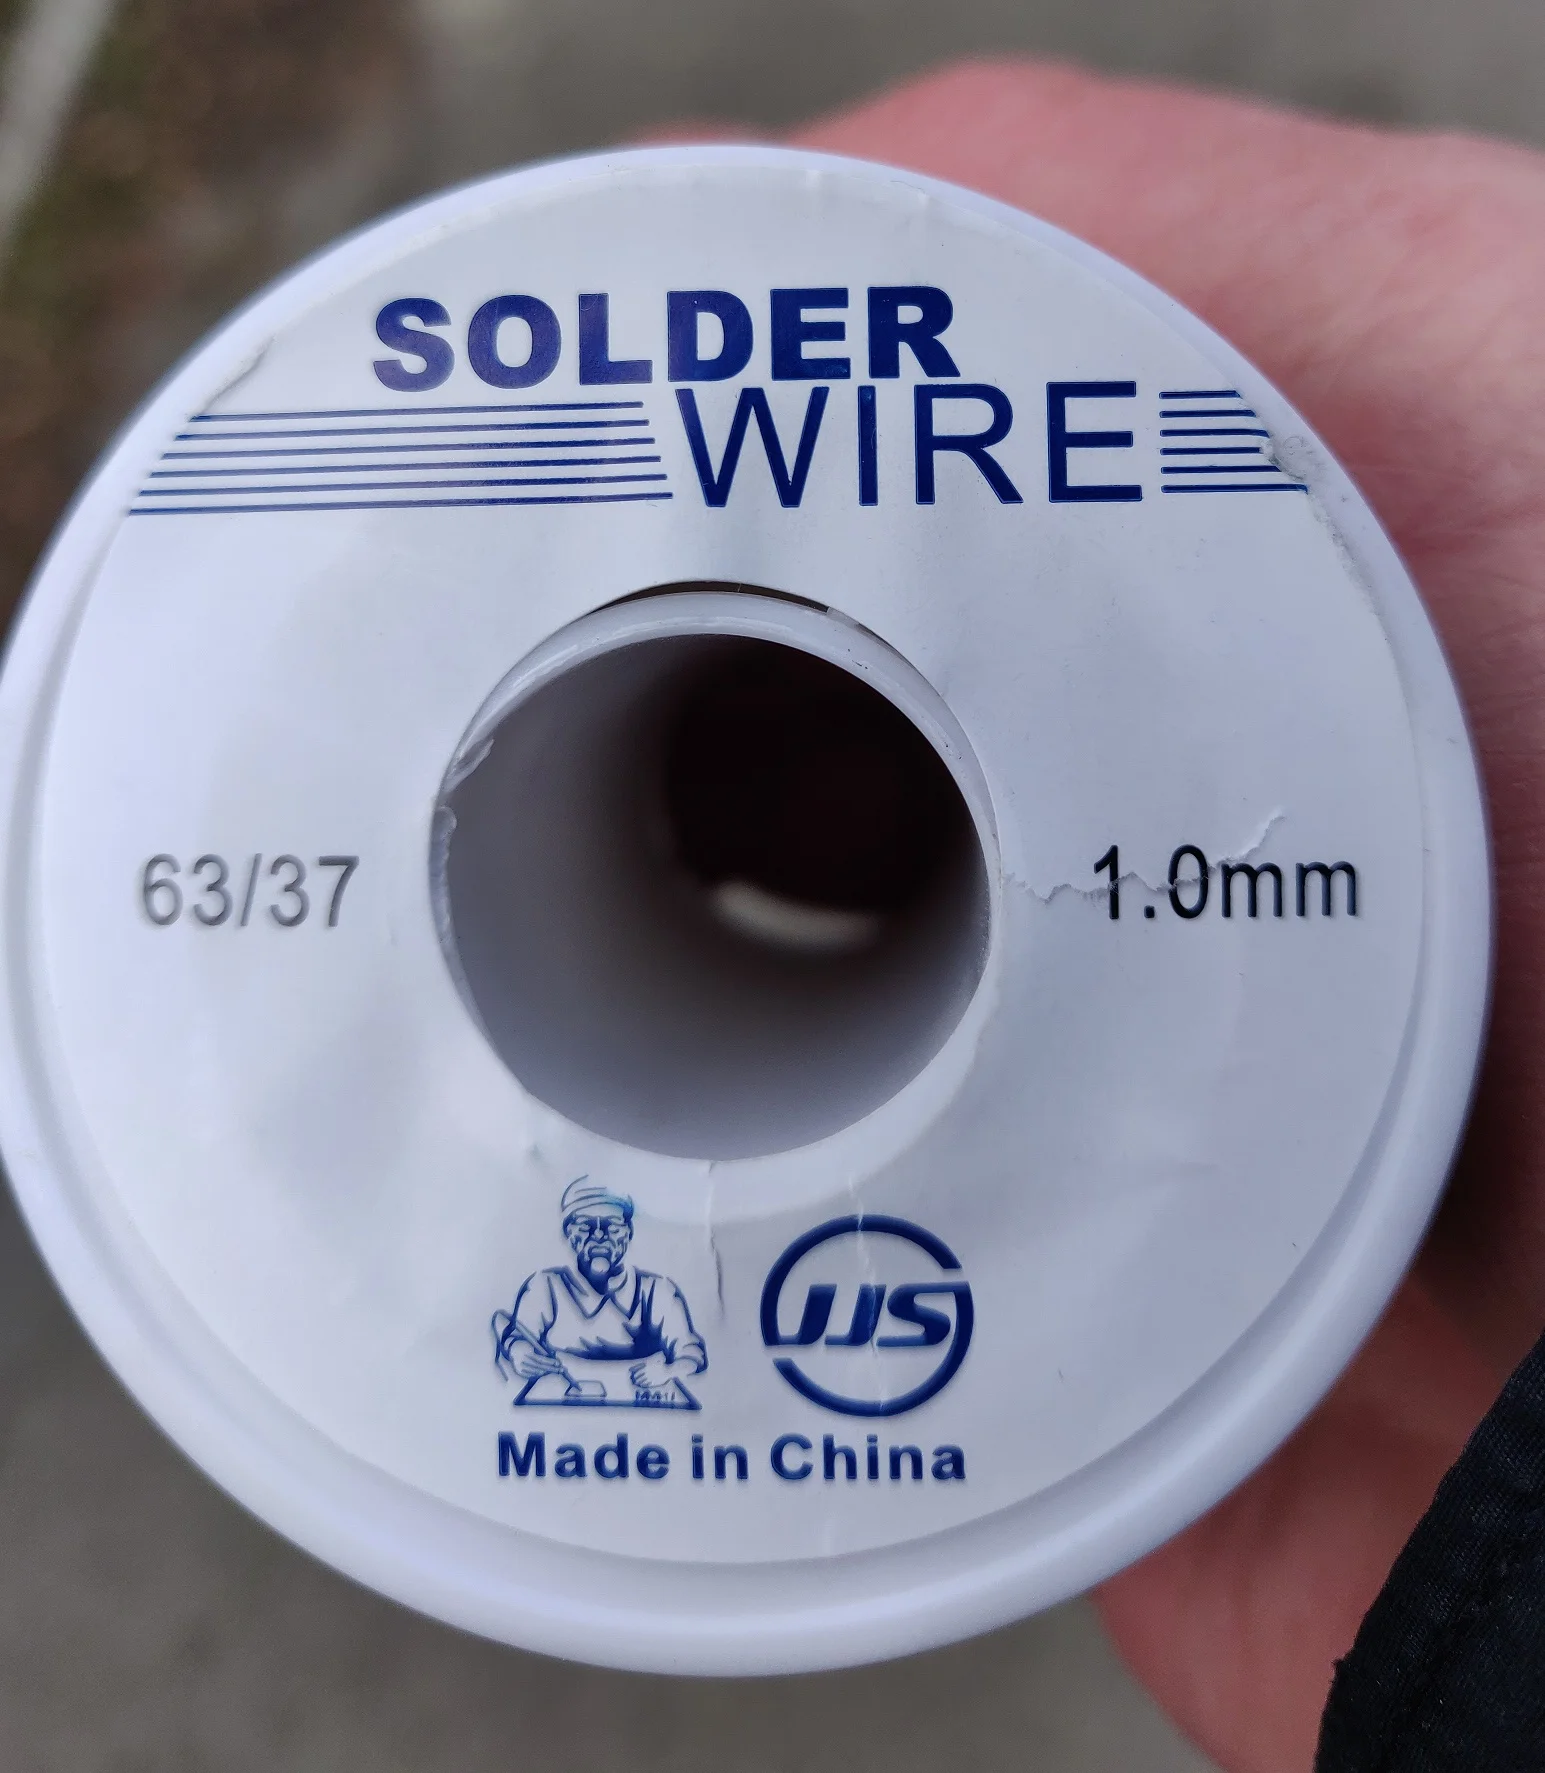 SOLDER
WIRE
63/37
1.0mm
JJS
Made in China